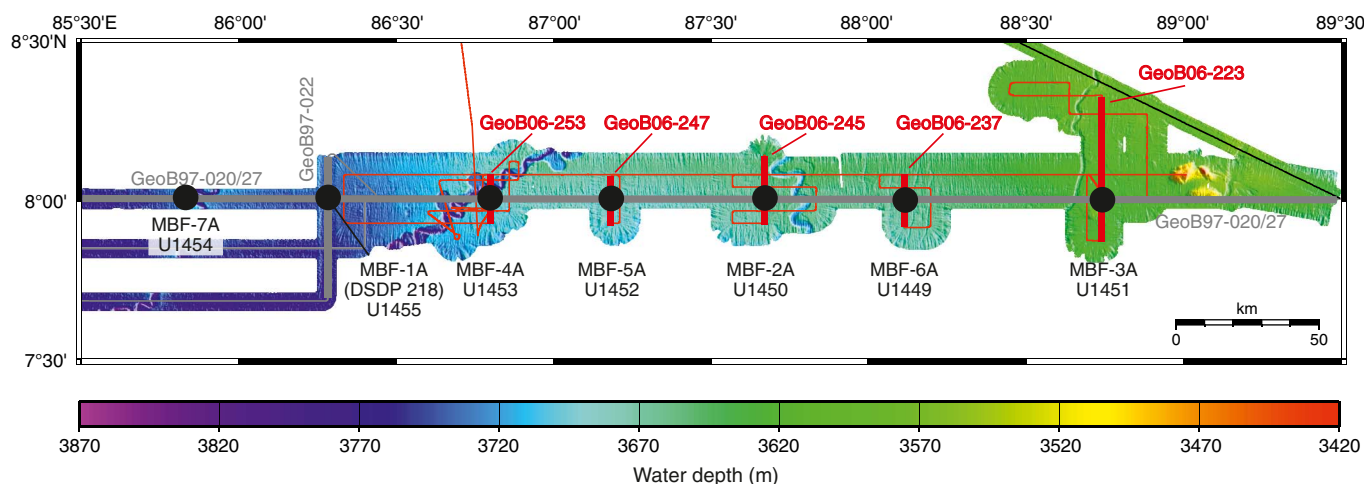 85°30'E 86°00' 86°30' 87°00' 87°30' 88°00' 88°30' 89°00' 89°30'
8°30'N
8°00'
7°30'
GeoB97-022
GeoB06-223
GeoB06-253
GeoB06-247
GeoB06-245
GeoB06-237
GeoB97-020/27
GeoB97-020/27
MBF-7A
U1454
MBF-1A
(DSDP 218)
U1455
MBF-4A
U1453
MBF-5A
U1452
MBF-2A
U1450
MBF-6A
U1449
MBF-3A
U1451
km
0 50
3870 3820 3770 3720 3670 3620 3570 3520 3470 3420
Water depth (m)